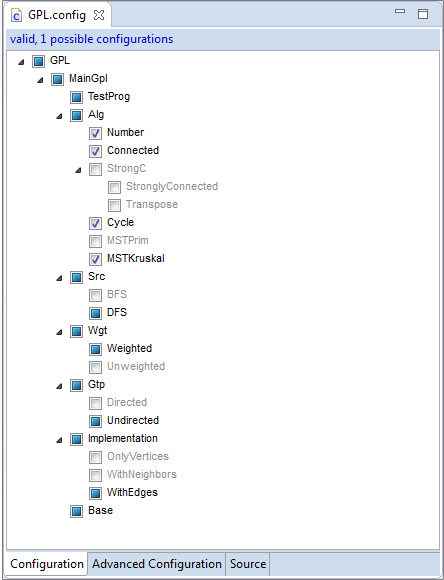 GPL.config
valid, 1 possible configurations
GPL
MainGpl
TestProg
Alg
Number
Connected
StrongC
StronglyConnected
Transpose
Cycle
MSTPrim
MSTKruskal
Src
BFS
DFS
Wgt
Weighted
Unweighted
Gtp
Directed
Undirected
Implementation
OnlyVertices
WithNeighbors
WithEdges
Base
Configuration Advanced Configuration Source